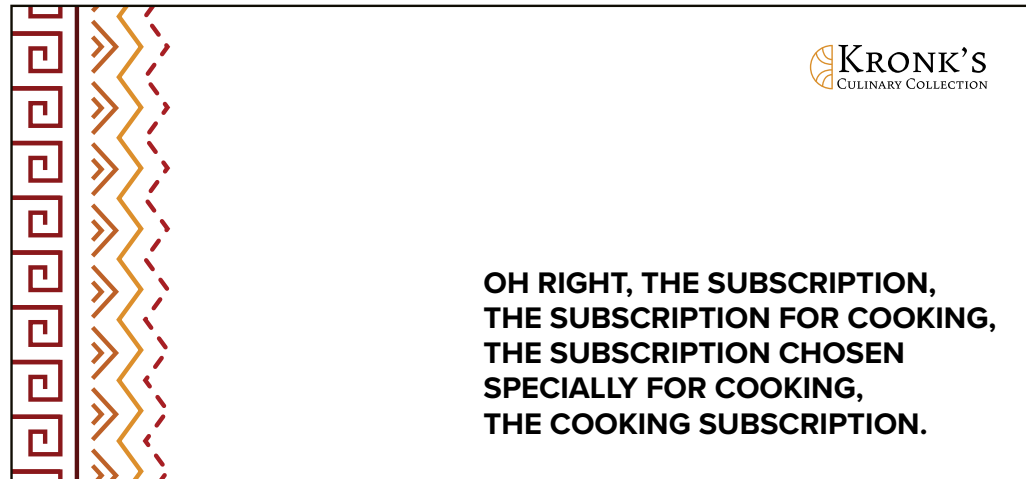 KRONK'S
CULINARY COLLECTION
OH RIGHT, THE SUBSCRIPTION,
THE SUBSCRIPTION FOR COOKING,
THE SUBSCRIPTION CHOSEN
SPECIALLY FOR COOKING,
THE COOKING SUBSCRIPTION.